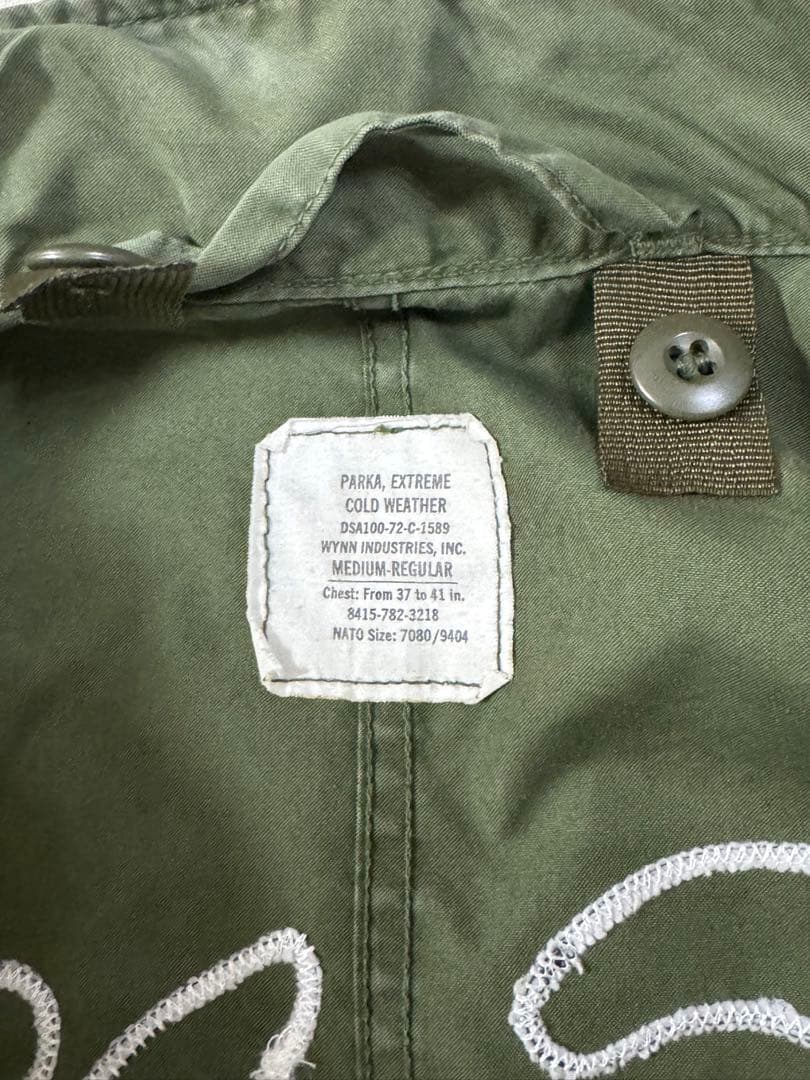 PARKA, EXTREME
COLD WEATHER
DSA100-72-C-1589
WYNN INDUSTRIES, INC.
MEDIUM-REGULAR
Chest: From 37 to 41 in.
8415-782-3218
NATO Size: 7080/9404